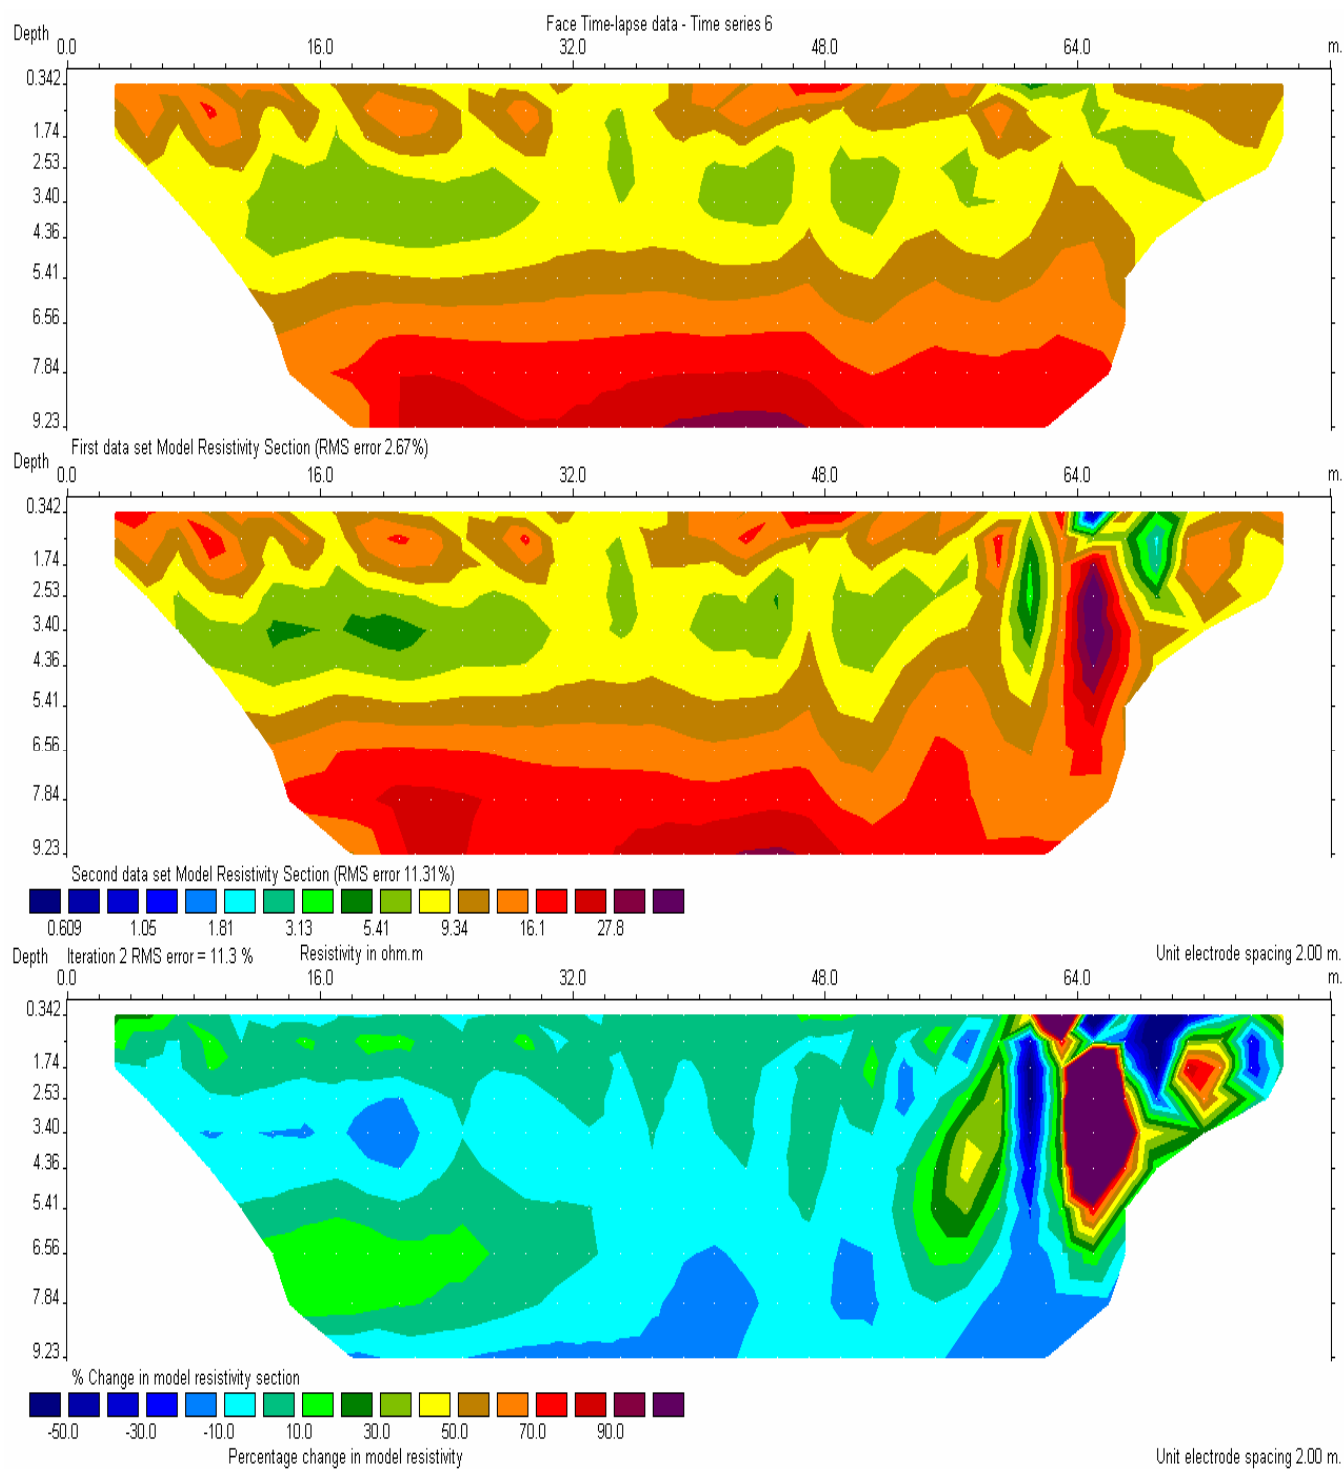 Face Time-lapse data - Time series 6
Depth
0.0 16.0 32.0 48.0 64.0 m.
0.342
1.74
2.53
3.40
4.36
5.41
6.56
7.84
9.23
First data set Model Resistivity Section (RMS error 2.67%)
Depth
0.0 16.0 32.0 48.0 64.0 m.
0.342
1.74
2.53
3.40
4.36
5.41
6.56
7.84
9.23
Second data set Model Resistivity Section (RMS error 11.31%)
0.609 1.05 1.81 3.13 5.41 9.34 16.1 27.8
Depth Iteration 2 RMS error = 11.3 % Resistivity in ohm.m Unit electrode spacing 2.00 m.
0.0 16.0 32.0 48.0 64.0 m.
0.342
1.74
2.53
3.40
4.36
5.41
6.56
7.84
9.23
% Change in model resistivity section
-50.0 -30.0 -10.0 10.0 30.0 50.0 70.0 90.0
Percentage change in model resistivity Unit electrode spacing 2.00 m.